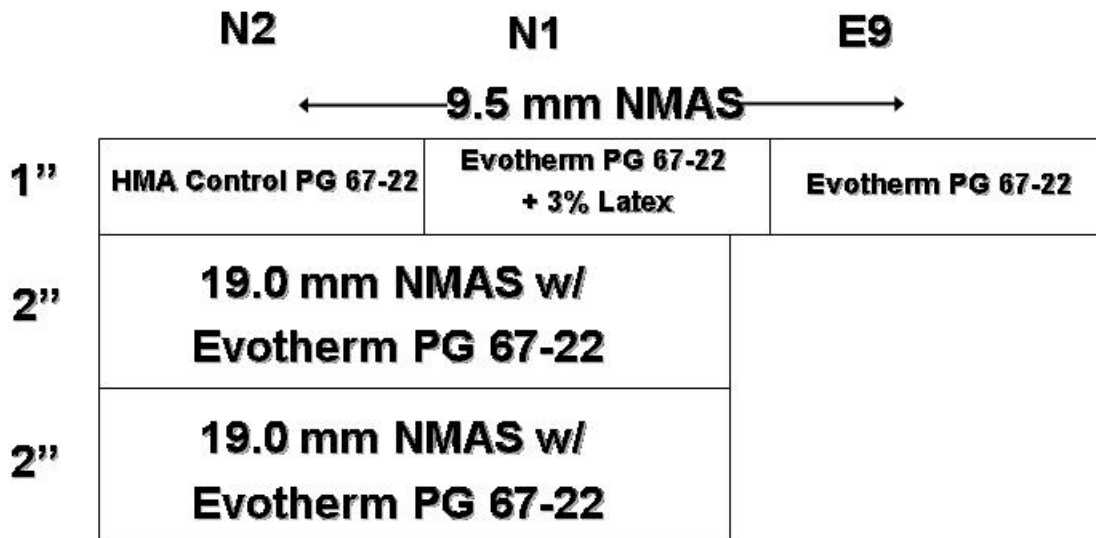 N2 N1 E9
9.5 mm NMAS
1”
HMA Control PG 67-22
Evotherm PG 67-22
+ 3% Latex
Evotherm PG 67-22
2”
19.0 mm NMAS w/
Evotherm PG 67-22
2”
19.0 mm NMAS w/
Evotherm PG 67-22